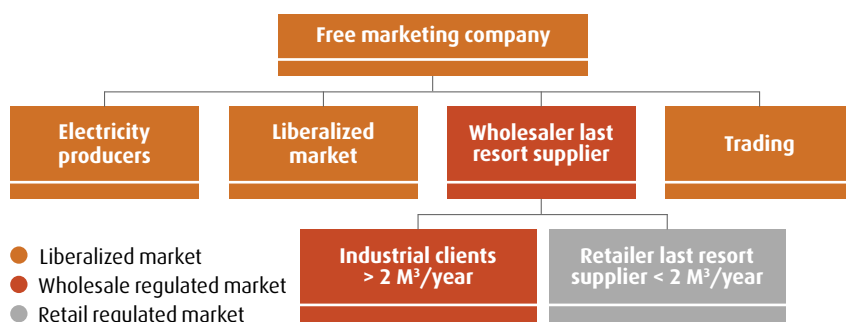 Free marketing company
Electricity
producers
Liberalized
market
Wholesaler last
resort supplier
Trading
Industrial clients
> 2 M³/year
Retailer last resort
supplier < 2 M³/year
Liberalized market
Wholesale regulated market
Retail regulated market